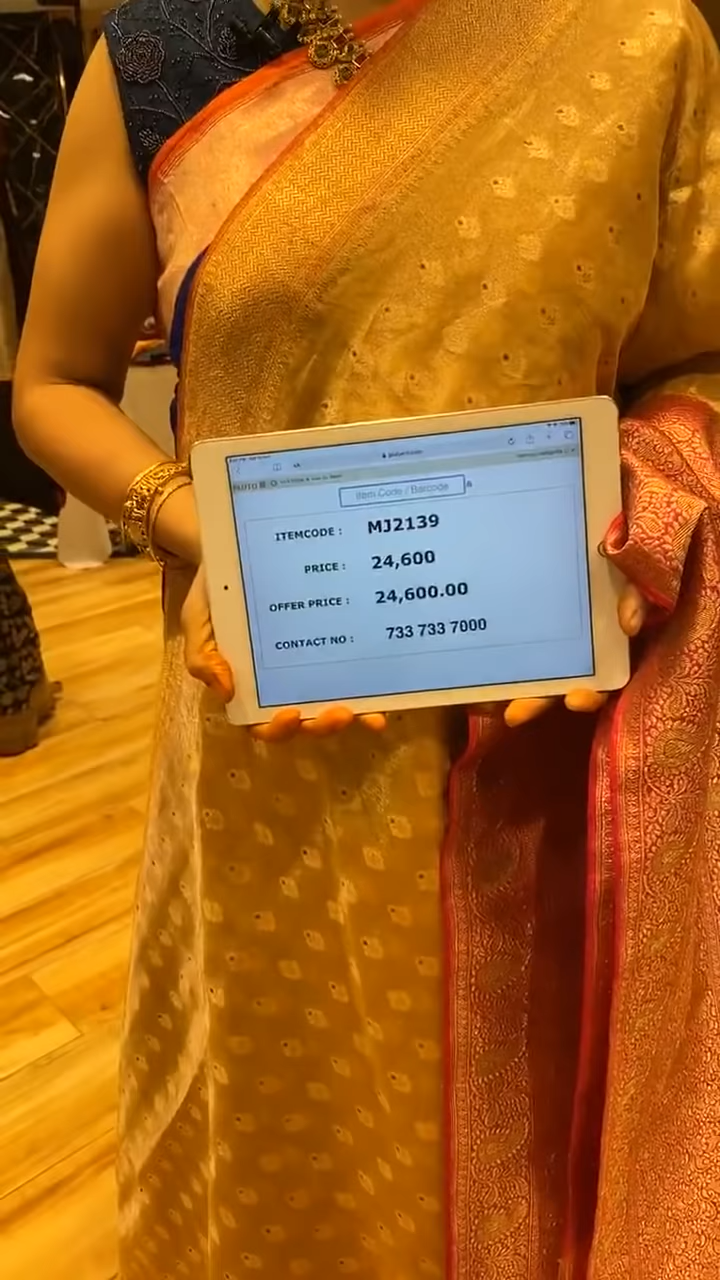 Item Code / Barcode
ITEMCODE : MJ2139
PRICE : 24,600
OFFER PRICE : 24,600.00
CONTACT NO : 733 733 7000